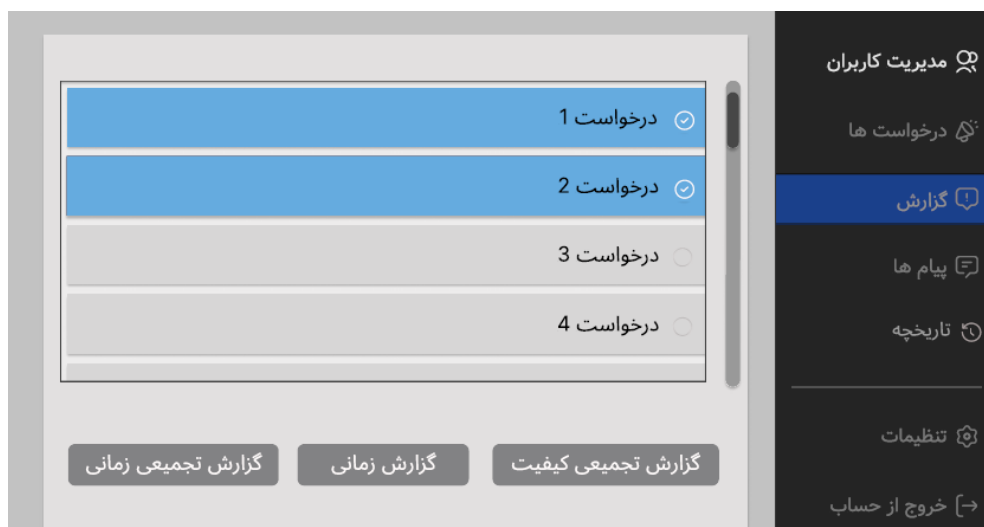 مدیریت کاربران
درخواست ها
گزارش
پیام ها
تاریخچه
تنظیمات
خروج از حساب
درخواست 1
درخواست 2
درخواست 3
درخواست 4
گزارش تجمیعی کیفیت
گزارش زمانی
گزارش تجمیعی زمانی